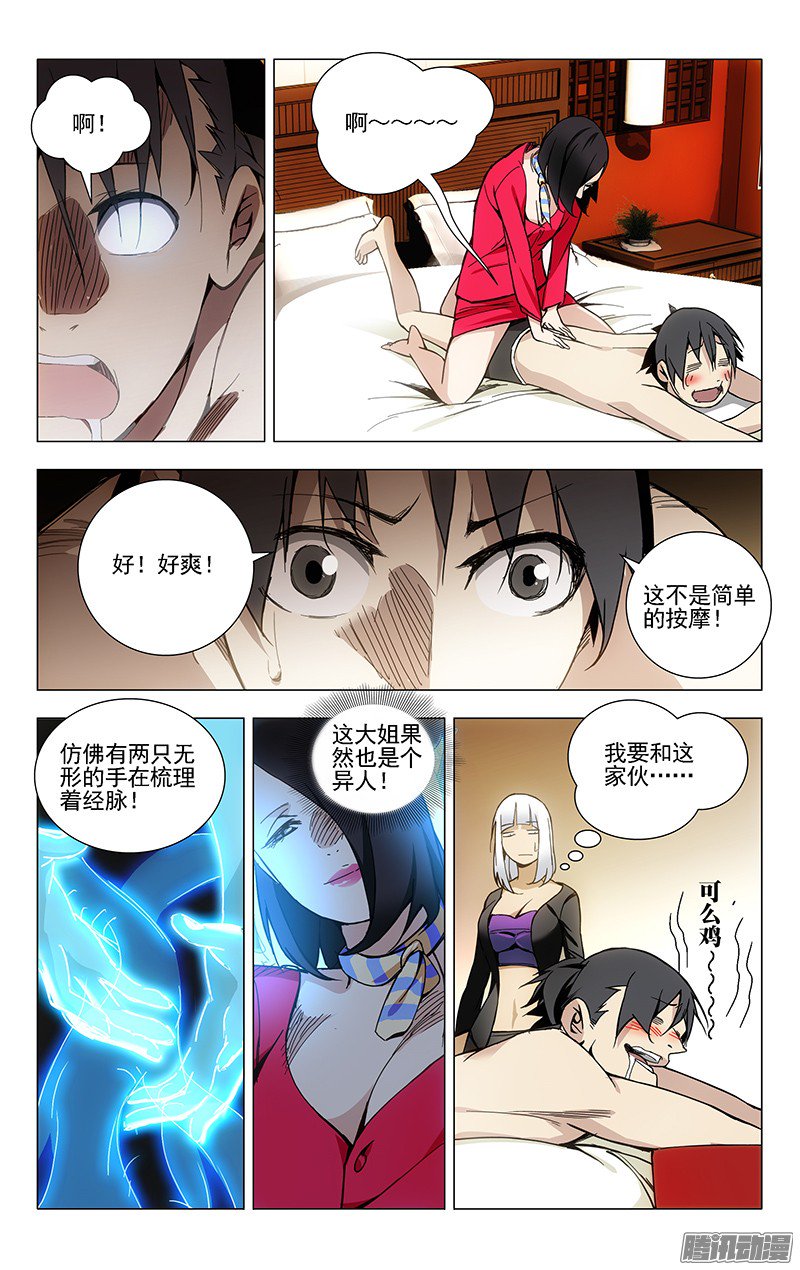 啊！
啊～～～～
好！好爽！
这不是简单
的按摩！
仿佛有两只无
形的手在梳理
着经脉！
这大姐果
然也是个
异人！
我要和这
家伙……
可么鸡～
腾讯动漫